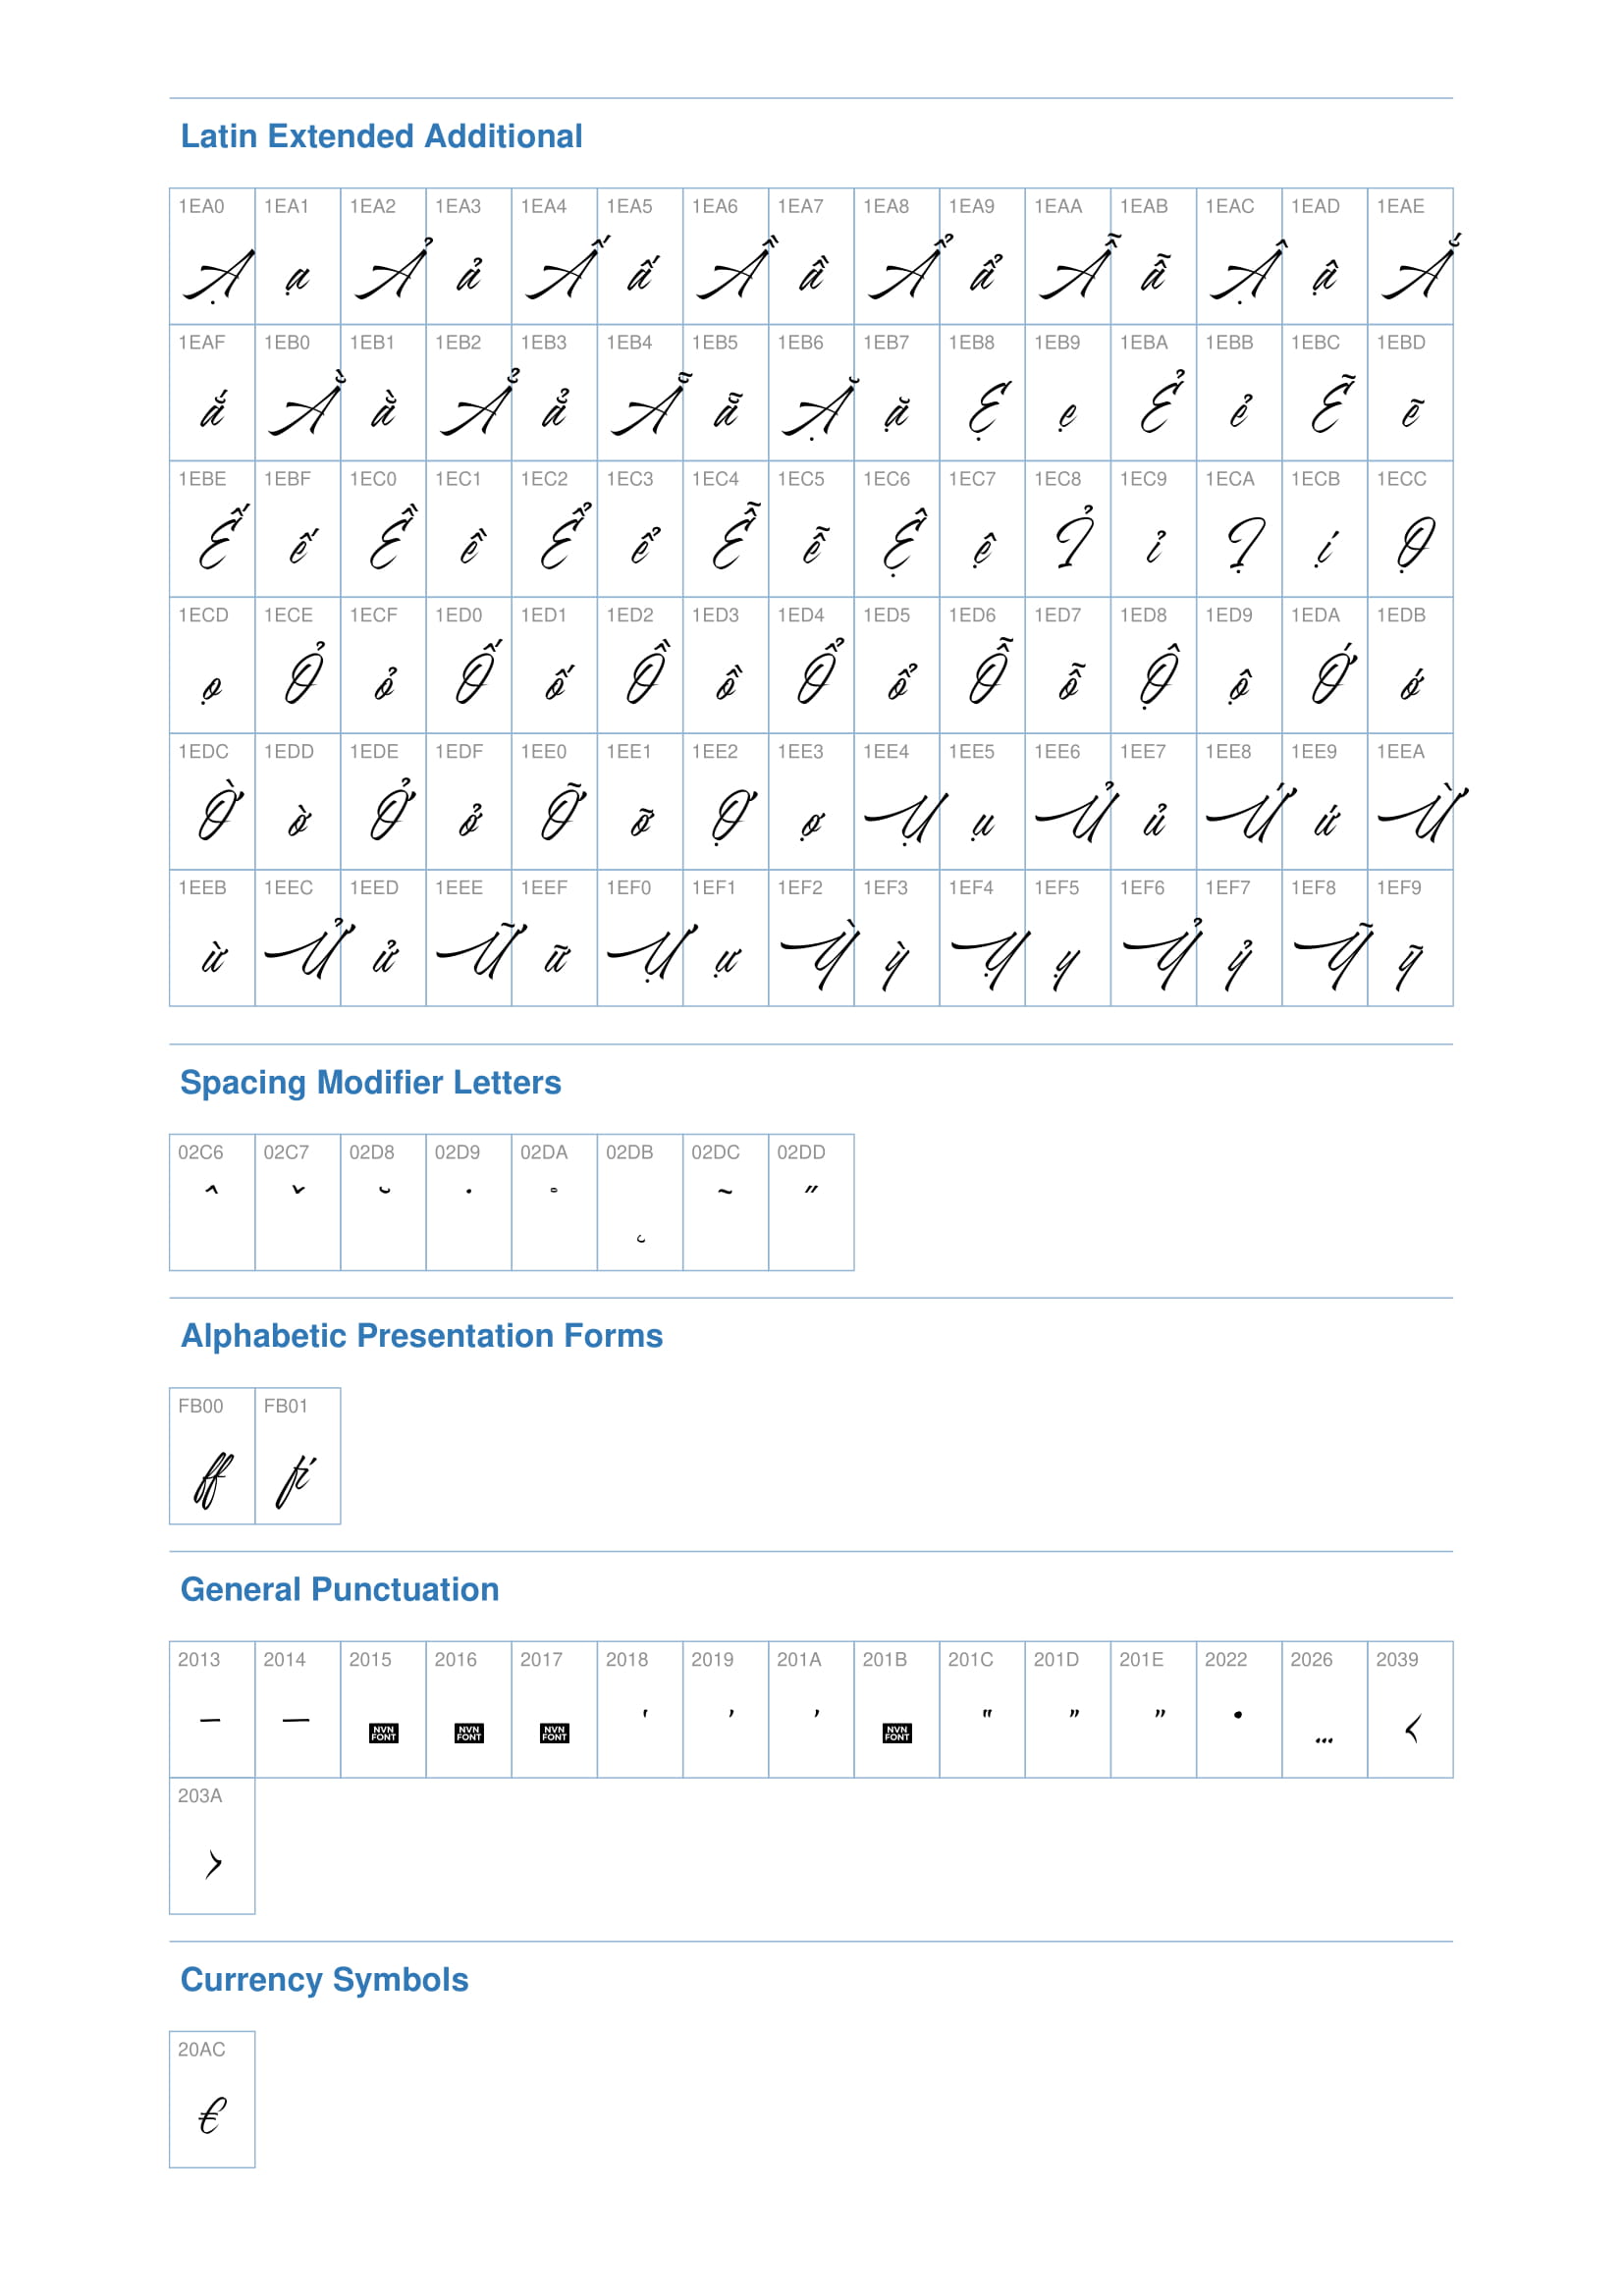 Latin Extended Additional
1EA0 1EA1 1EA2 1EA3 1EA4 1EA5 1EA6 1EA7 1EA8 1EA9 1EAA 1EAB 1EAC 1EAD 1EAE
Ạ ạ Ả ả Ấ ấ Ầ ầ Ẩ ẩ Ẫ ẫ Ậ ậ Ắ
1EAF 1EB0 1EB1 1EB2 1EB3 1EB4 1EB5 1EB6 1EB7 1EB8 1EB9 1EBA 1EBB 1EBC 1EBD
ắ Ằ ằ Ẳ ẳ Ẵ ẵ Ặ ặ Ẹ ẹ Ẻ ẻ Ẽ ẽ
1EBE 1EBF 1EC0 1EC1 1EC2 1EC3 1EC4 1EC5 1EC6 1EC7 1EC8 1EC9 1ECA 1ECB 1ECC
Ế ế Ề ề Ể ể Ễ ễ Ệ ệ Ỉ ỉ Ị ị Ọ
1ECD 1ECE 1ECF 1ED0 1ED1 1ED2 1ED3 1ED4 1ED5 1ED6 1ED7 1ED8 1ED9 1EDA 1EDB
ọ Ỏ ỏ Ố ố Ồ ồ Ổ ổ Ỗ ỗ Ộ ộ Ớ ớ
1EDC 1EDD 1EDE 1EDF 1EE0 1EE1 1EE2 1EE3 1EE4 1EE5 1EE6 1EE7 1EE8 1EE9 1EEA
Ờ ờ Ở ở Ỡ ỡ Ợ ợ Ụ ụ Ủ ủ Ứ ứ Ừ
1EEB 1EEC 1EED 1EEE 1EEF 1EF0 1EF1 1EF2 1EF3 1EF4 1EF5 1EF6 1EF7 1EF8 1EF9
ừ Ử ử Ữ ữ Ự ự Ỳ ỳ Ỵ ỵ Ỷ ỷ Ỹ ỹ
Spacing Modifier Letters
02C6 02C7 02D8 02D9 02DA 02DB 02DC 02DD
ˆ ˇ ˘ ˙ ˚ ˛ ˜ ˝
Alphabetic Presentation Forms
FB00 FB01
ff fi
General Punctuation
2013 2014 2015 2016 2017 2018 2019 201A 201B 201C 201D 201E 2022 2026 2039
– — NVN FONT NVN FONT NVN FONT ‘ ’ ’ NVN FONT “ ” ” • … ‹
203A
›
Currency Symbols
20AC
€